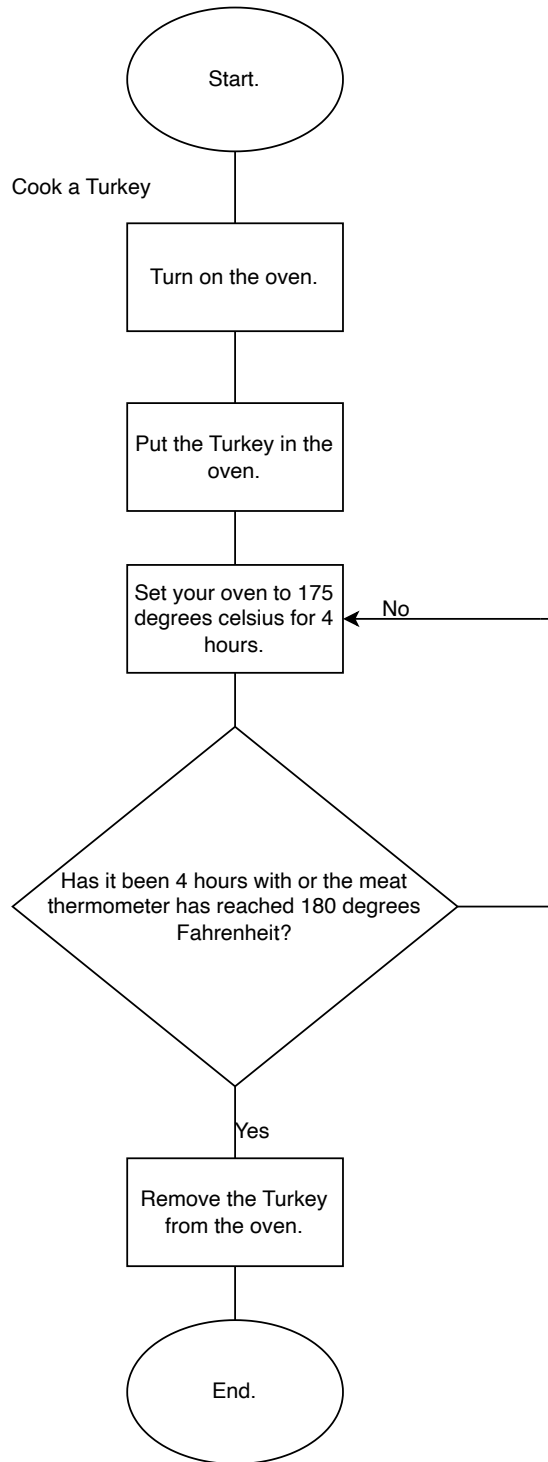 Start.
Cook a Turkey
Turn on the oven.
Put the Turkey in the
oven.
Set your oven to 175
degrees celsius for 4
hours.
No
Has it been 4 hours with or the meat
thermometer has reached 180 degrees
Fahrenheit?
Yes
Remove the Turkey
from the oven.
End.